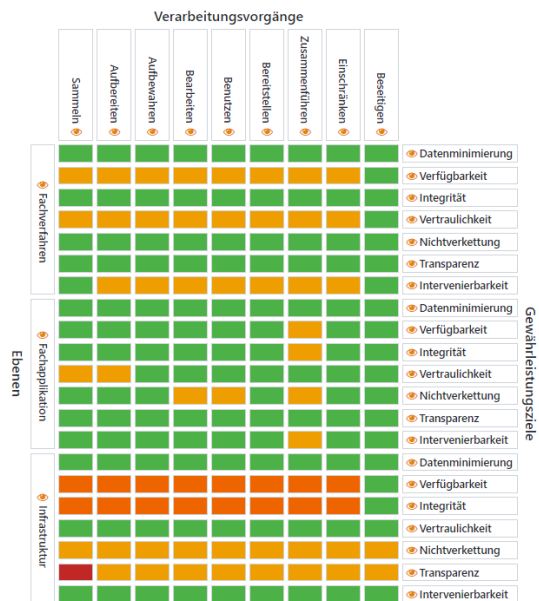 Verarbeitungsvorgänge
Sammeln
Aufbereiten
Aufbewahren
Bearbeiten
Benutzen
Bereitstellen
Zusammenführen
Einschränken
Beseitigen
Ebenen
Fachverfahren
Datenminimierung
Verfügbarkeit
Integrität
Vertraulichkeit
Nichtverkettung
Transparenz
Intervenierbarkeit
Fachapplikation
Datenminimierung
Verfügbarkeit
Integrität
Vertraulichkeit
Nichtverkettung
Transparenz
Intervenierbarkeit
Infrastruktur
Datenminimierung
Verfügbarkeit
Integrität
Vertraulichkeit
Nichtverkettung
Transparenz
Intervenierbarkeit
Gewährleistungsziele